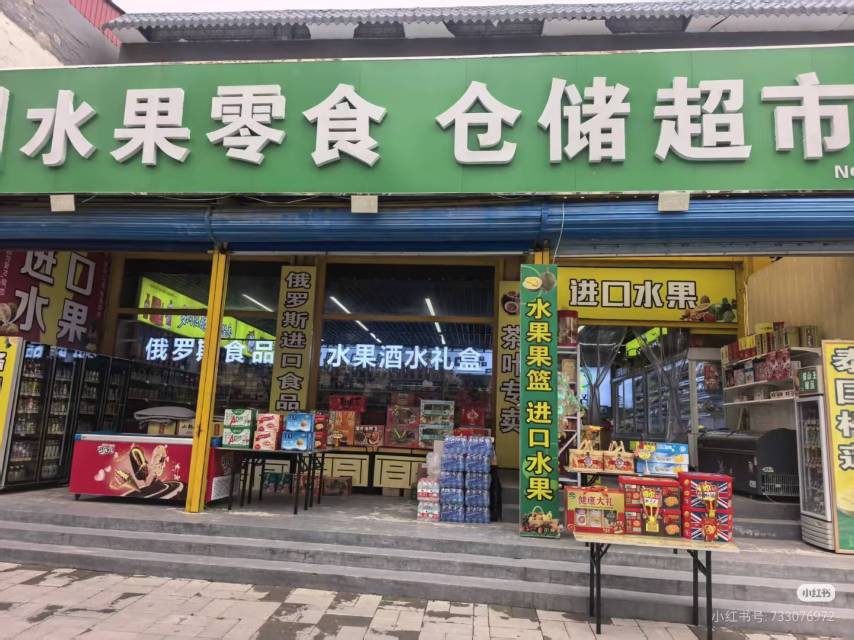 水果零食 仓储超市
No
进口
水果
俄罗斯进口食品
俄罗斯食品
水果酒水礼盒
茶叶专卖
水果果篮 进口水果
进口水果
健康大礼
小红书
小红书号: 733076972